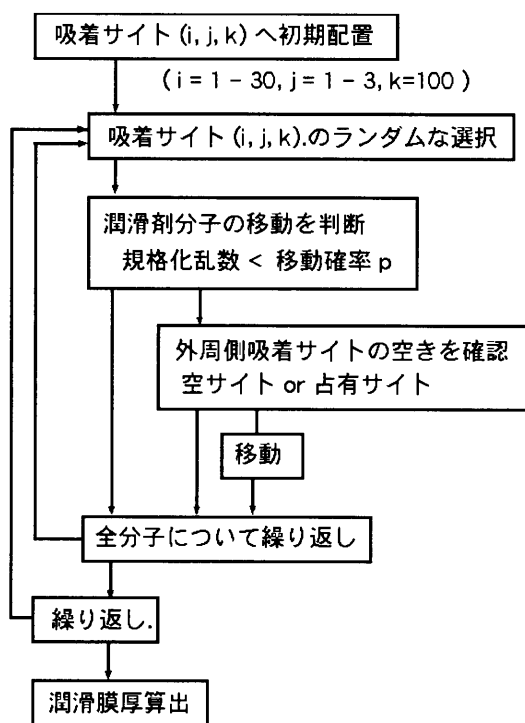 吸着サイト(i, j, k) へ初期配置
( i = 1 - 30, j = 1 - 3, k=100 )
吸着サイト(i, j, k).のランダムな選択
潤滑剤分子の移動を判断
規格化乱数 < 移動確率 p
外周側吸着サイトの空きを確認
空サイト or 占有サイト
移動
全分子について繰り返し
繰り返し.
潤滑膜厚算出